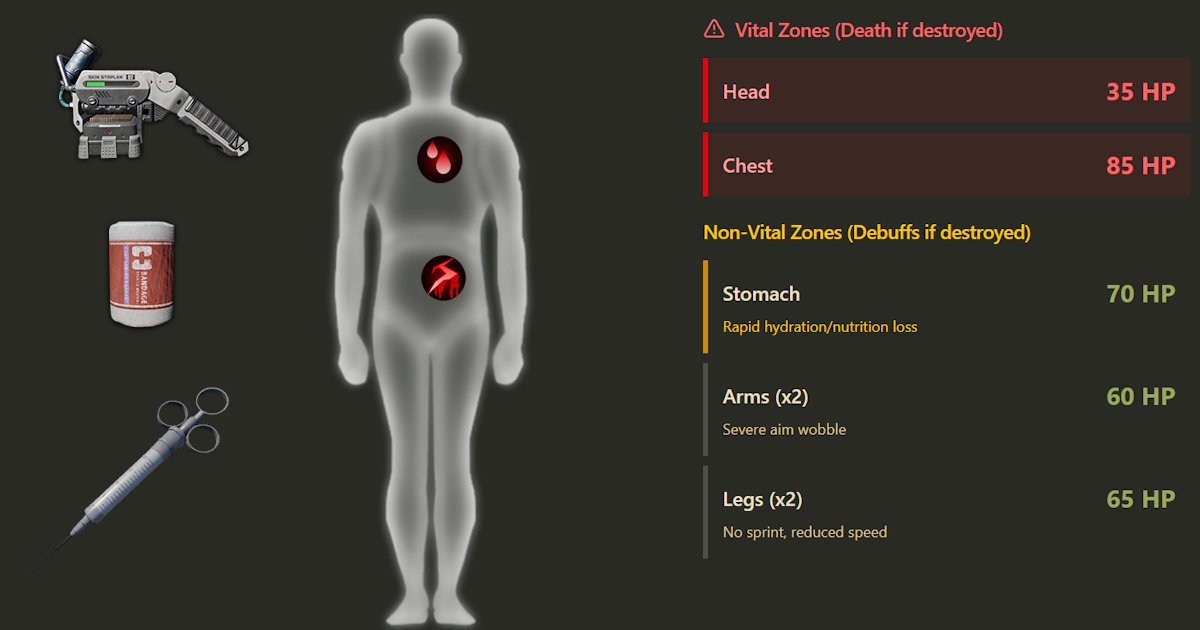 SKIN STAPLER
BANDAGE
Vital Zones (Death if destroyed)
Head
35 HP
Chest
85 HP
Non-Vital Zones (Debuffs if destroyed)
Stomach
70 HP
Rapid hydration/nutrition loss
Arms (x2)
60 HP
Severe aim wobble
Legs (x2)
65 HP
No sprint, reduced speed